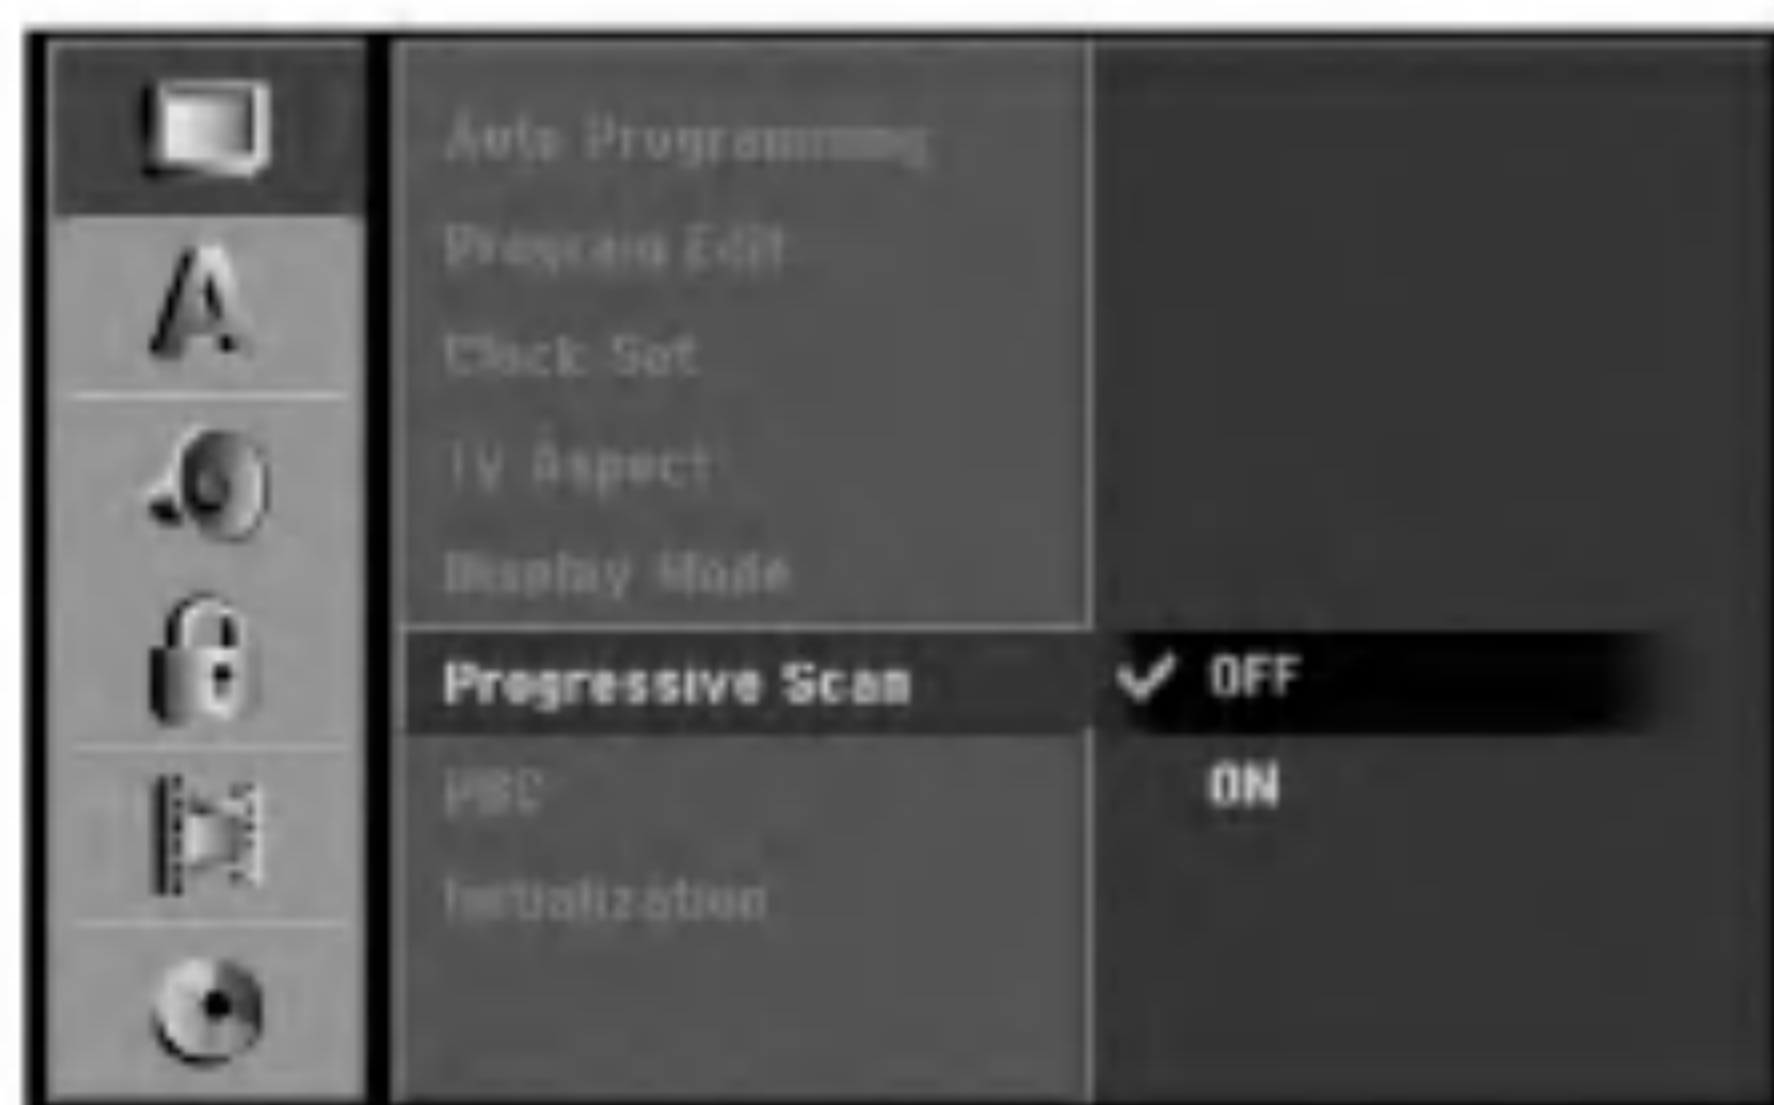 A
Auto Programming
Program Edit
Clock Set
TV Aspect
Display Mode
Progressive Scan
✓ OFF
ON
PBC
Initialization